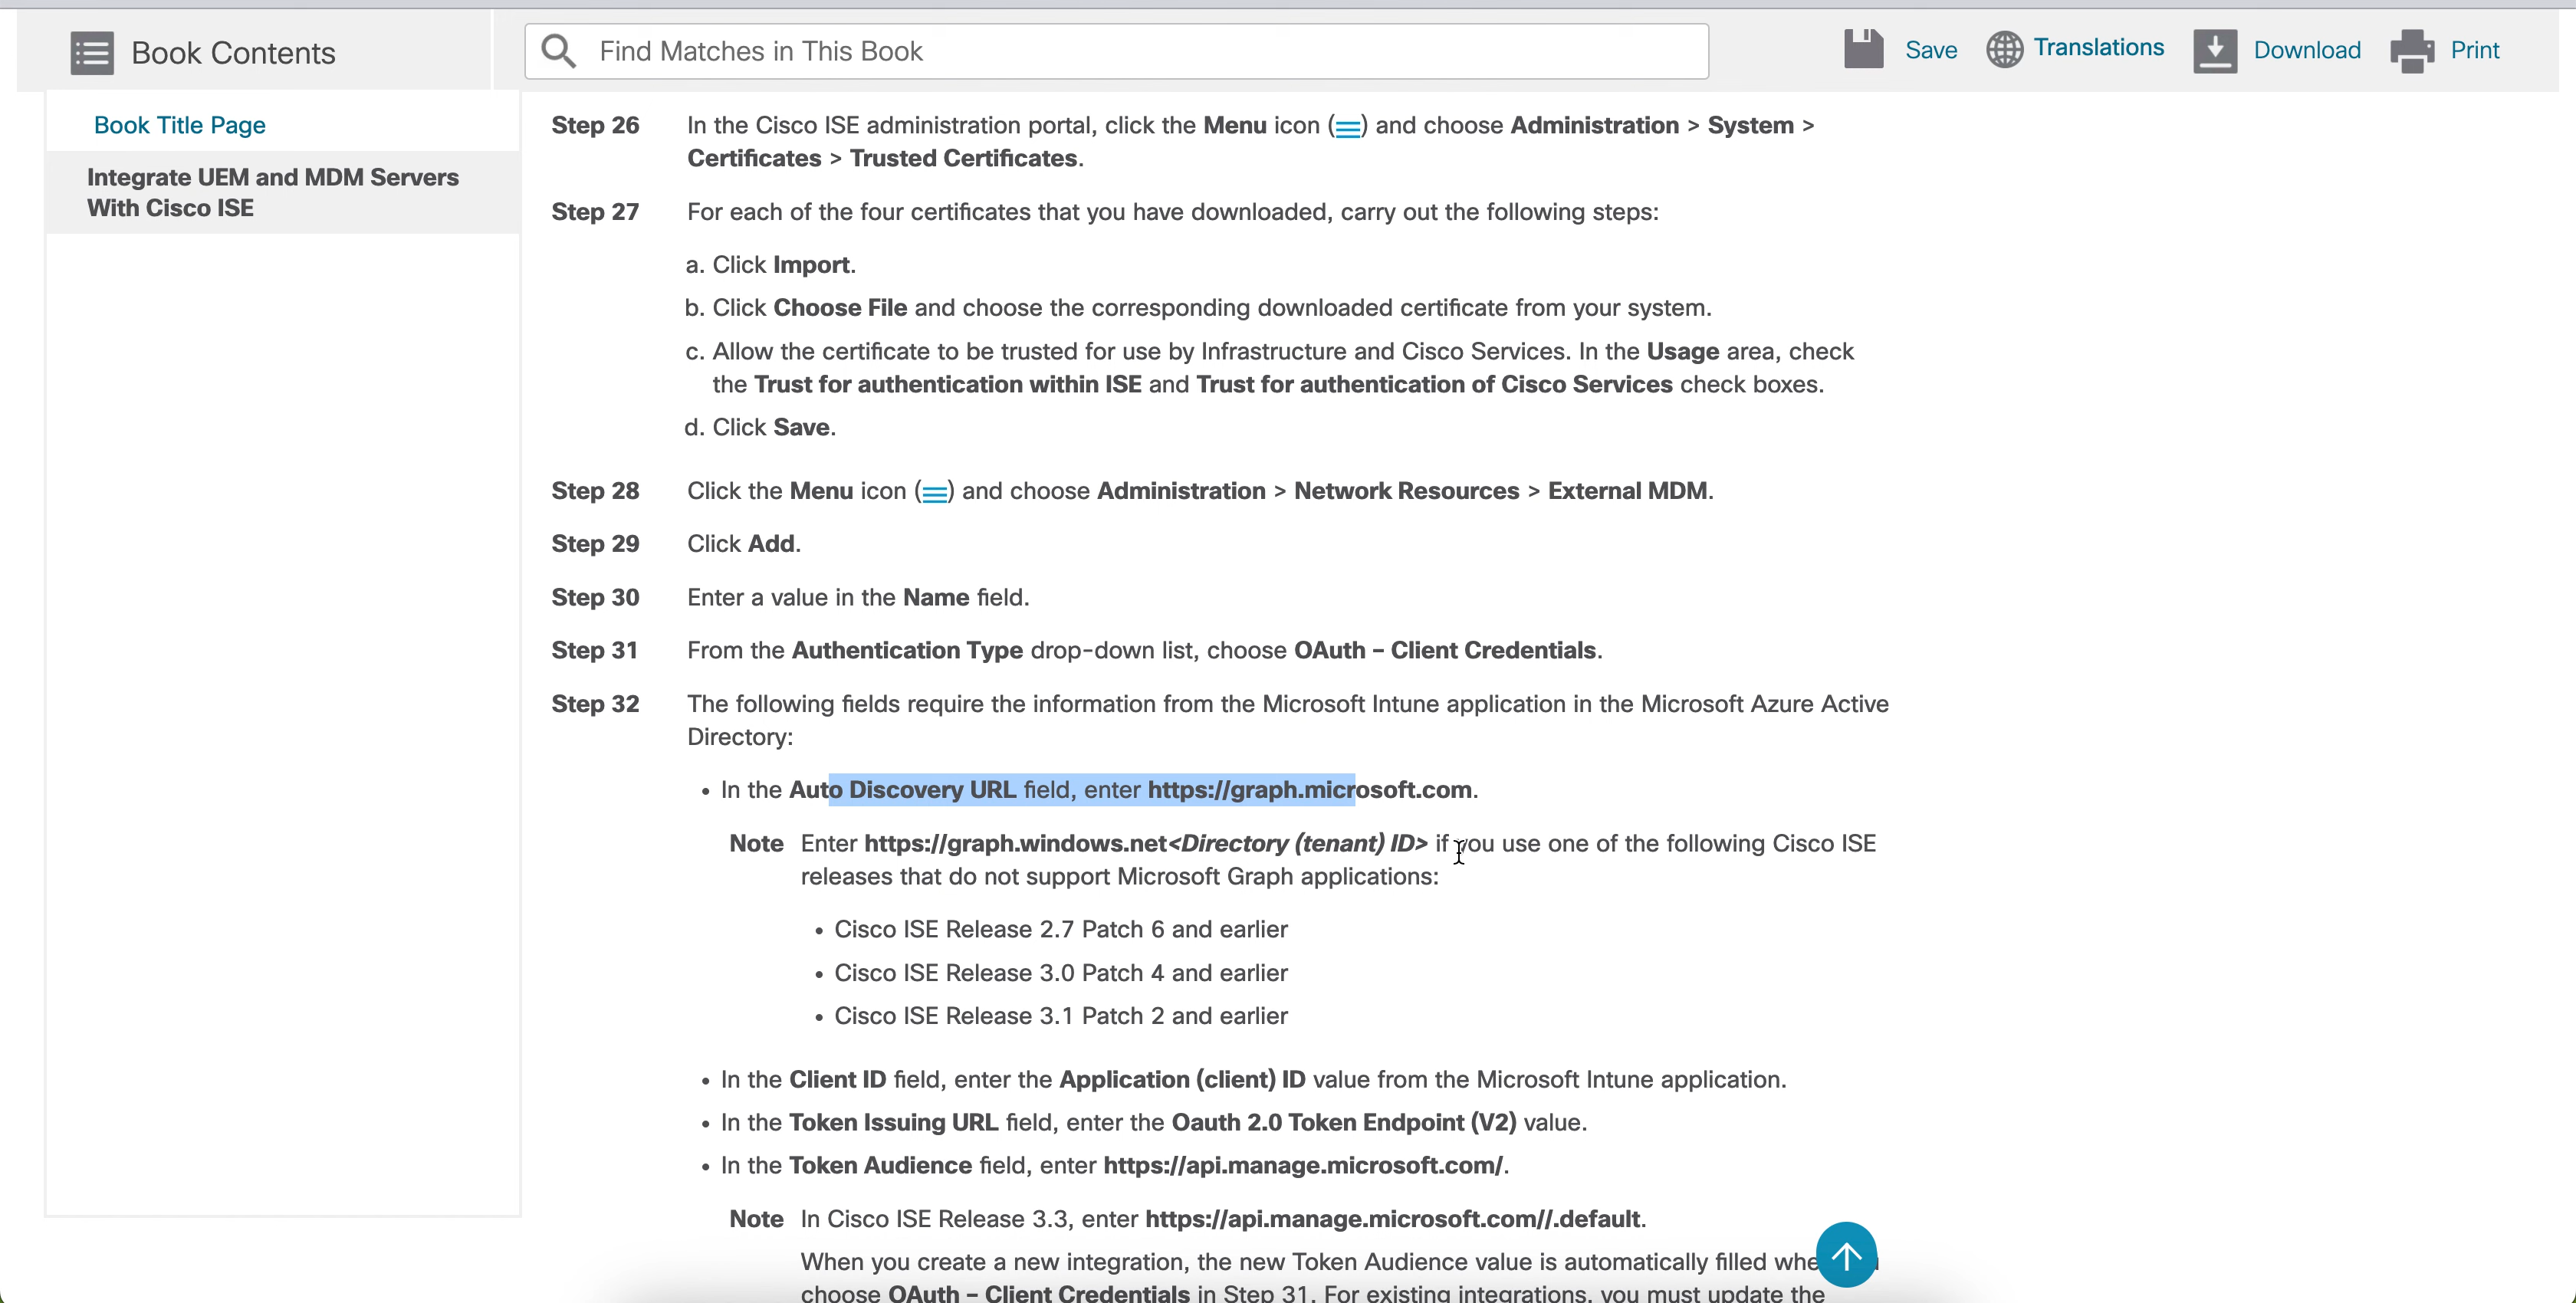 Book Contents
Find Matches in This Book
Save
Translations
Download
Print
Book Title Page
Integrate UEM and MDM Servers
With Cisco ISE
Step 26 In the Cisco ISE administration portal, click the Menu icon ( ) and choose Administration > System >
Certificates > Trusted Certificates.
Step 27 For each of the four certificates that you have downloaded, carry out the following steps:
a. Click Import.
b. Click Choose File and choose the corresponding downloaded certificate from your system.
c. Allow the certificate to be trusted for use by Infrastructure and Cisco Services. In the Usage area, check
the Trust for authentication within ISE and Trust for authentication of Cisco Services check boxes.
d. Click Save.
Step 28 Click the Menu icon ( ) and choose Administration > Network Resources > External MDM.
Step 29 Click Add.
Step 30 Enter a value in the Name field.
Step 31 From the Authentication Type drop-down list, choose OAuth – Client Credentials.
Step 32 The following fields require the information from the Microsoft Intune application in the Microsoft Azure Active
Directory:
• In the Auto Discovery URL field, enter https://graph.microsoft.com.
Note Enter https://graph.windows.net<Directory (tenant) ID> if you use one of the following Cisco ISE
releases that do not support Microsoft Graph applications:
• Cisco ISE Release 2.7 Patch 6 and earlier
• Cisco ISE Release 3.0 Patch 4 and earlier
• Cisco ISE Release 3.1 Patch 2 and earlier
• In the Client ID field, enter the Application (client) ID value from the Microsoft Intune application.
• In the Token Issuing URL field, enter the Oauth 2.0 Token Endpoint (V2) value.
• In the Token Audience field, enter https://api.manage.microsoft.com/.
Note In Cisco ISE Release 3.3, enter https://api.manage.microsoft.com//.default.
When you create a new integration, the new Token Audience value is automatically filled
choose OAuth – Client Credentials in Step 31. For existing integrations, you must update the